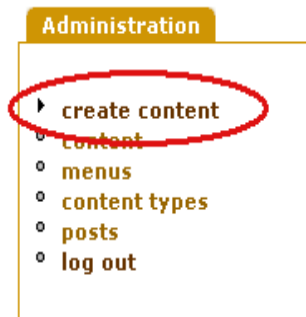 Administration
create content
content
menus
content types
posts
log out